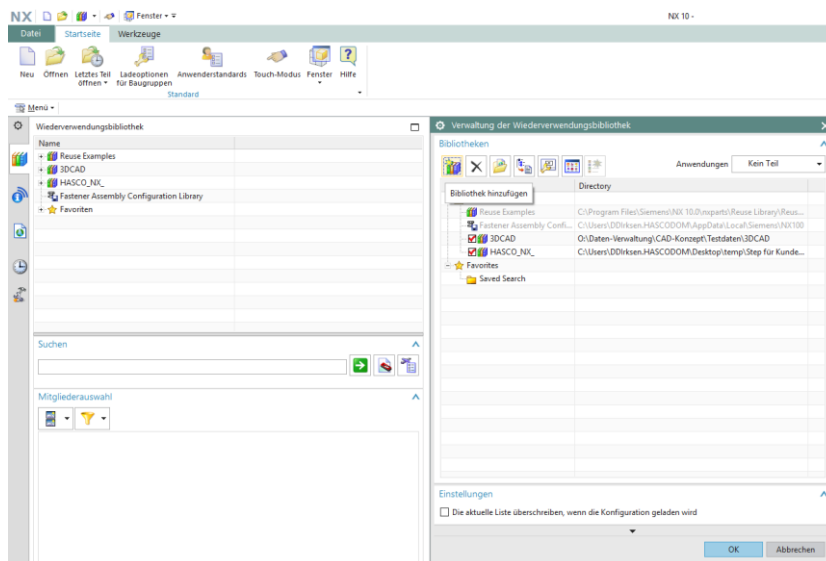 NX
Fenster
NX 10 -
Datei Startseite Werkzeuge
Neu Öffnen Letztes Teil öffnen Ladeoptionen für Baugruppen Anwenderstandards Touch-Modus Fenster Hilfe
Standard
Menü
Wiederverwendungsbibliothek
Name
Reuse Examples
3DCAD
HASCO_NX_
Fastener Assembly Configuration Library
Favoriten
Suchen
Mitgliederauswahl
Verwaltung der Wiederverwendungsbibliothek
Bibliotheken
Anwendungen Kein Teil
Bibliothek hinzufügen
Directory
Reuse Examples C:\Program Files\Siemens\NX 10.0\nxparts\Reuse Library\Reus...
Fastener Assembly Confi... C:\Users\DDirksen.HASCODOM\AppData\Local\Siemens\NX100
3DCAD O:\Daten-Verwaltung\CAD-Konzept\Testdaten\3DCAD
HASCO_NX_ C:\Users\DDirksen.HASCODOM\Desktop\temp\Step für Kunde...
Favorites
Saved Search
Einstellungen
Die aktuelle Liste überschreiben, wenn die Konfiguration geladen wird
OK Abbrechen